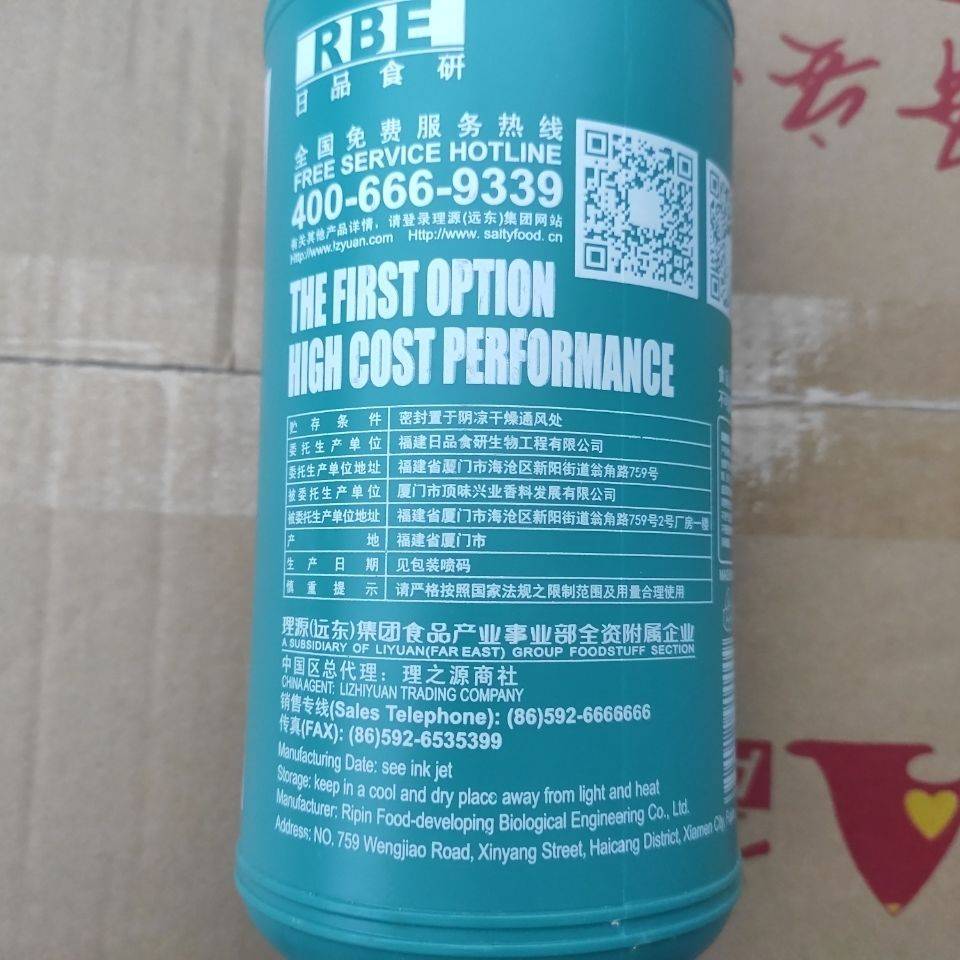 RBE
日品食研
全国免费服务热线
FREE SERVICE HOTLINE
400-666-9339
有关其他产品详情，请登录理源(远东)集团网站
Http://www.lzyuan.com Http://www.saltyfood.cn
THE FIRST OPTION
HIGH COST PERFORMANCE
贮存条件 密封置于阴凉干燥通风处
委托生产单位 福建日品食研生物工程有限公司
委托生产单位地址 福建省厦门市海沧区新阳街道翁角路759号
被委托生产单位 厦门市顶味兴业香料发展有限公司
被委托生产单位地址 福建省厦门市海沧区新阳街道翁角路759号2号厂房一楼
产地 福建省厦门市
生产日期 见包装喷码
慎重提示 请严格按照国家法规之限制范围及用量合理使用
理源(远东)集团食品产业事业部全资附属企业
A SUBSIDIARY OF LIYUAN(FAR EAST) GROUP FOODSTUFF SECTION
中国区总代理：理之源商社
CHINA AGENT: LIZHIYUAN TRADING COMPANY
销售专线(Sales Telephone): (86)592-6666666
传真(FAX): (86)592-6535399
Manufacturing Date: see ink jet
Storage: keep in a cool and dry place away from light and heat
Manufacturer: Ripin Food-developing Biological Engineering Co., Ltd.
Address: NO. 759 Wengjiao Road, Xinyang Street, Haicang District, Xiamen City,